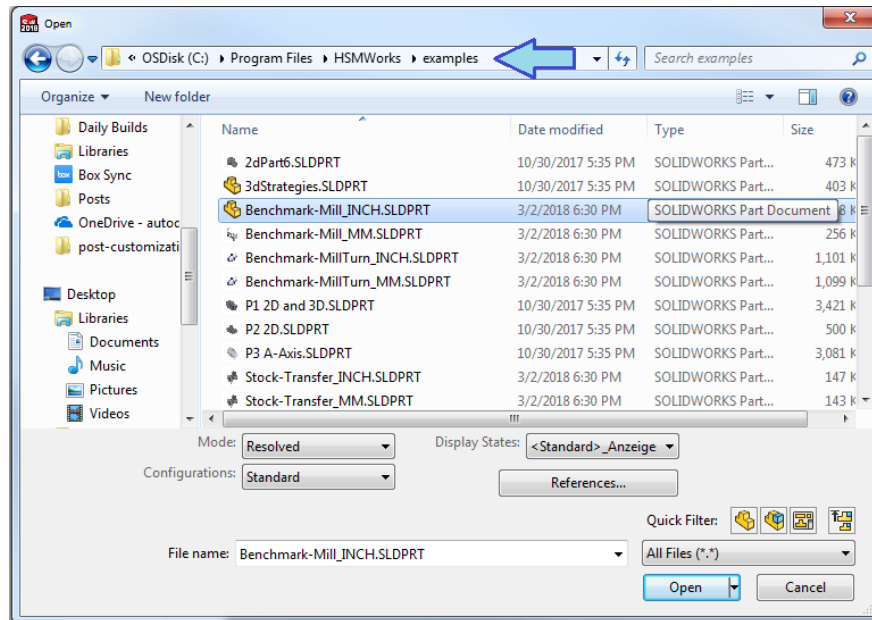 SW 2018 Open
« OSDisk (C:) Program Files HSMWorks examples Search examples
Organize New folder
Name Date modified Type Size
Daily Builds
Libraries
Box Sync
Posts
OneDrive - autoc
post-customizati
Desktop
Libraries
Documents
Music
Pictures
Videos
2dPart6.SLDPRT 10/30/2017 5:35 PM SOLIDWORKS Part... 473 K
3dStrategies.SLDPRT 10/30/2017 5:35 PM SOLIDWORKS Part... 403 K
Benchmark-Mill_INCH.SLDPRT 3/2/2018 6:30 PM SOLIDWORKS Part Document 8 K
Benchmark-Mill_MM.SLDPRT 3/2/2018 6:30 PM SOLIDWORKS Part... 256 K
Benchmark-MillTurn_INCH.SLDPRT 3/2/2018 6:30 PM SOLIDWORKS Part... 1,101 K
Benchmark-MillTurn_MM.SLDPRT 3/2/2018 6:30 PM SOLIDWORKS Part... 1,099 K
P1 2D and 3D.SLDPRT 10/30/2017 5:35 PM SOLIDWORKS Part... 3,421 K
P2 2D.SLDPRT 10/30/2017 5:35 PM SOLIDWORKS Part... 500 K
P3 A-Axis.SLDPRT 10/30/2017 5:35 PM SOLIDWORKS Part... 3,081 K
Stock-Transfer_INCH.SLDPRT 3/2/2018 6:30 PM SOLIDWORKS Part... 147 K
Stock-Transfer_MM.SLDPRT 3/2/2018 6:30 PM SOLIDWORKS Part... 143 K
Mode: Resolved Display States: <Standard>_Anzeige
Configurations: Standard References...
Quick Filter:
File name: Benchmark-Mill_INCH.SLDPRT All Files (*.*)
Open Cancel